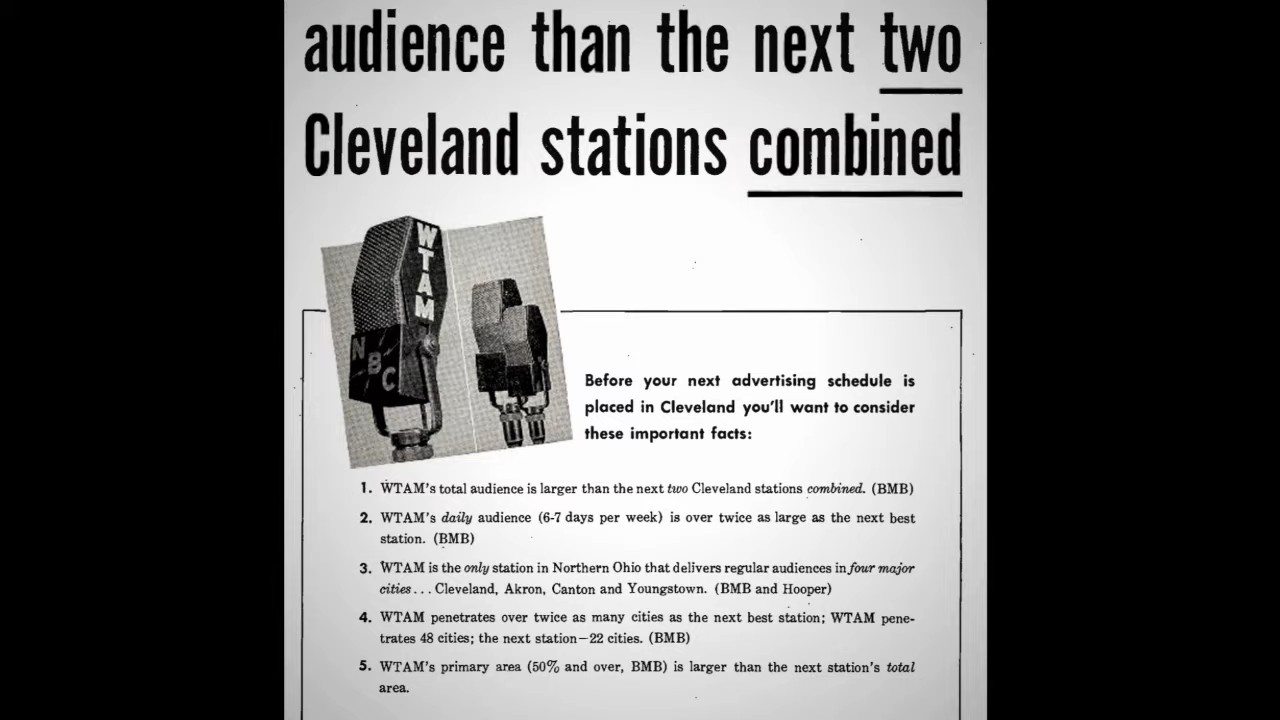 audience than the next two
Cleveland stations combined
WTAM
NBC
Before your next advertising schedule is
placed in Cleveland you'll want to consider
these important facts:
1. WTAM's total audience is larger than the next two Cleveland stations combined. (BMB)
2. WTAM's daily audience (6-7 days per week) is over twice as large as the next best
station. (BMB)
3. WTAM is the only station in Northern Ohio that delivers regular audiences in four major
cities... Cleveland, Akron, Canton and Youngstown. (BMB and Hooper)
4. WTAM penetrates over twice as many cities as the next best station; WTAM pene-
trates 48 cities; the next station—22 cities. (BMB)
5. WTAM's primary area (50% and over, BMB) is larger than the next station's total
area.